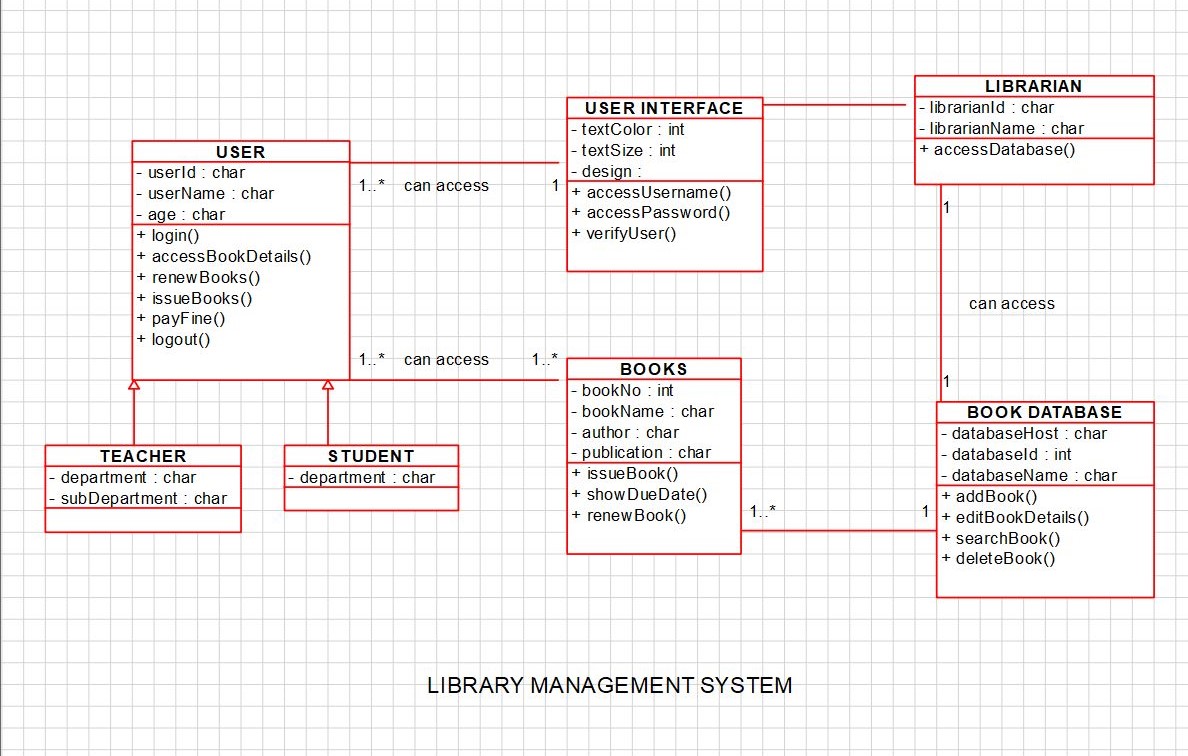 USER
- userId : char
- userName : char
- age : char
+ login()
+ accessBookDetails()
+ renewBooks()
+ issueBooks()
+ payFine()
+ logout()
1..* can access 1
USER INTERFACE
- textColor : int
- textSize : int
- design :
+ accessUsername()
+ accessPassword()
+ verifyUser()
LIBRARIAN
- librarianId : char
- librarianName : char
+ accessDatabase()
1
can access
1
1..* can access 1..*
BOOKS
- bookNo : int
- bookName : char
- author : char
- publication : char
+ issueBook()
+ showDueDate()
+ renewBook()
1..* 1
BOOK DATABASE
- databaseHost : char
- databaseId : int
- databaseName : char
+ addBook()
+ editBookDetails()
+ searchBook()
+ deleteBook()
TEACHER
- department : char
- subDepartment : char
STUDENT
- department : char
LIBRARY MANAGEMENT SYSTEM